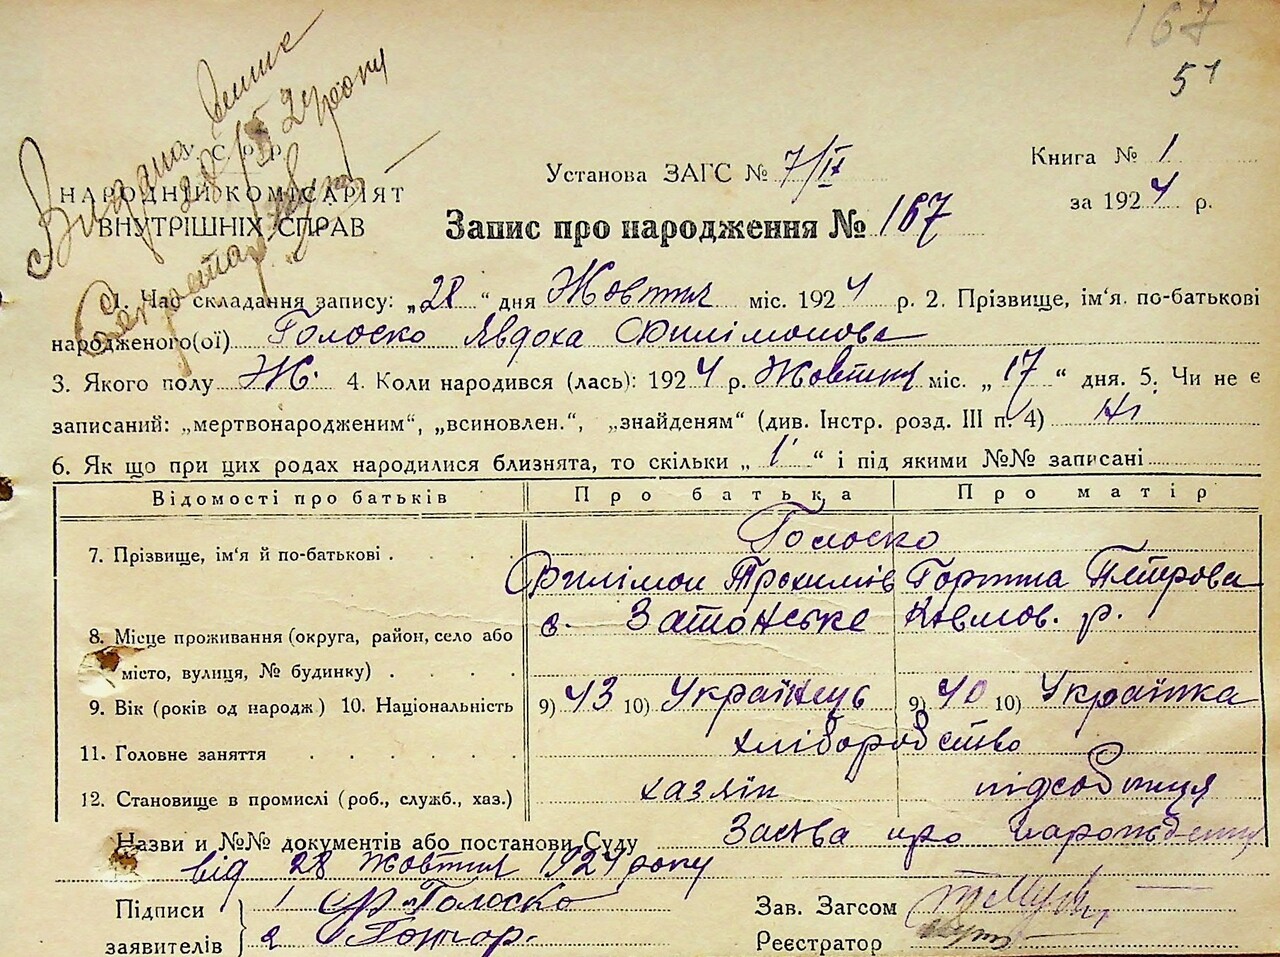 167
51
Видана
У. С. Р. Р.
НАРОДНІЙ КОМІСАРІЯТ
ВНУТРІШНІХ СПРАВ
Установа ЗАГС № 7/IV
Книга № 1
за 1924 р.
Запис про народження № 167
1. Час складання запису: „28“ дня Жовтня міс. 1924 р. 2. Прізвище, ім'я, по-батькові
народженого(ої) Голоско Явдоха Филімонова
3. Якого полу Ж. 4. Коли народився (лась): 1924 р. Жовтня міс. „17“ дня. 5. Чи не є
записаний: „мертвонародженим“, „всиновлен.“, „знайденям“ (див. Інстр. розд. III п. 4) Ні
6. Як що при цих родах народилися близнята, то скільки „1“ і під якими №№ записані
Відомості про батьків Про батька Про матір
7. Прізвище, ім'я й по-батькові . . . . Голоско
Филімон Трохимів Горпина Петрова
8. Місце проживання (округа, район, село або с. Затонське р.
місто, вулиця, № будинку) . . . .
9. Вік (років од народж.) 10. Національність 9) 43 10) Українець 9) 40 10) Українка
11. Головне заняття . . . . хліборобство
12. Становище в промислі (роб., служб., хаз.) хазяін підсобниця
Назви и №№ документів або постанови Суду Заява про народження
від 28 Жовтня 1924 року
Підписи 1 Ф Голоско
заявителів 2 Гончар.
Зав. Загсом
Реєстратор